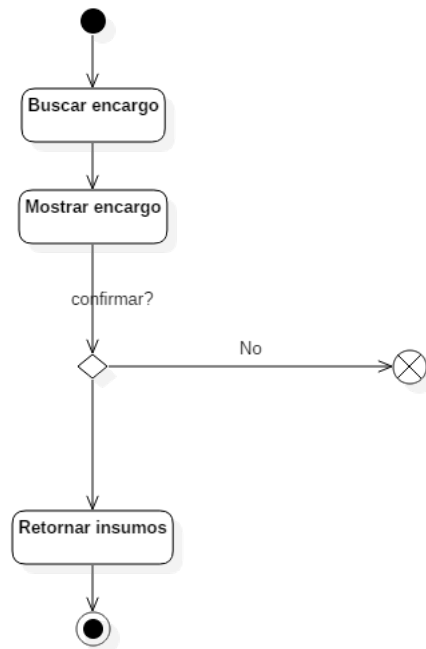 Buscar encargo
Mostrar encargo
confirmar?
No
Retornar insumos